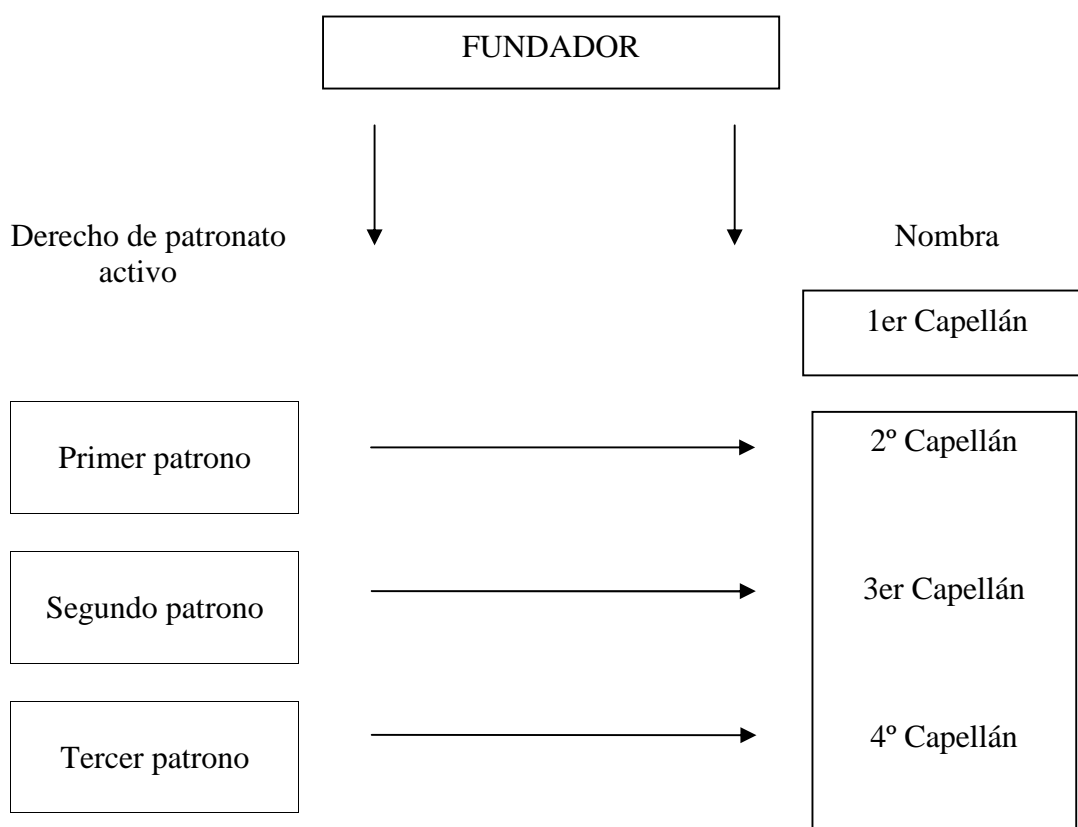 FUNDADOR
Derecho de patronato
activo
Nombra
1er Capellán
Primer patrono
2º Capellán
Segundo patrono
3er Capellán
Tercer patrono
4º Capellán